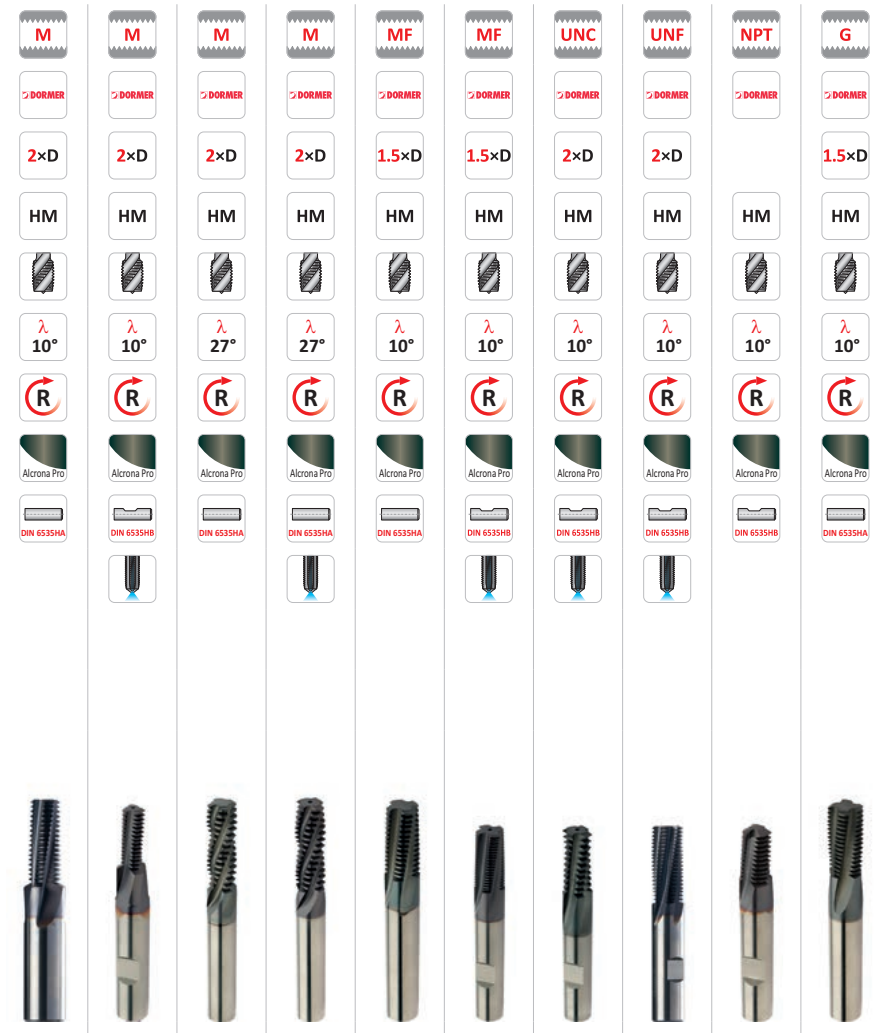 M M M M MF MF UNC UNF NPT G
DORMER DORMER DORMER DORMER DORMER DORMER DORMER DORMER DORMER DORMER
2×D 2×D 2×D 2×D 1.5×D 1.5×D 2×D 2×D 1.5×D
HM HM HM HM HM HM HM HM HM HM
λ λ λ λ λ λ λ λ λ λ
10° 10° 27° 27° 10° 10° 10° 10° 10° 10°
R R R R R R R R R R
Alcrona Pro Alcrona Pro Alcrona Pro Alcrona Pro Alcrona Pro Alcrona Pro Alcrona Pro Alcrona Pro Alcrona Pro Alcrona Pro
DIN 6535HA DIN 6535HB DIN 6535HA DIN 6535HA DIN 6535HA DIN 6535HB DIN 6535HB DIN 6535HB DIN 6535HB DIN 6535HA